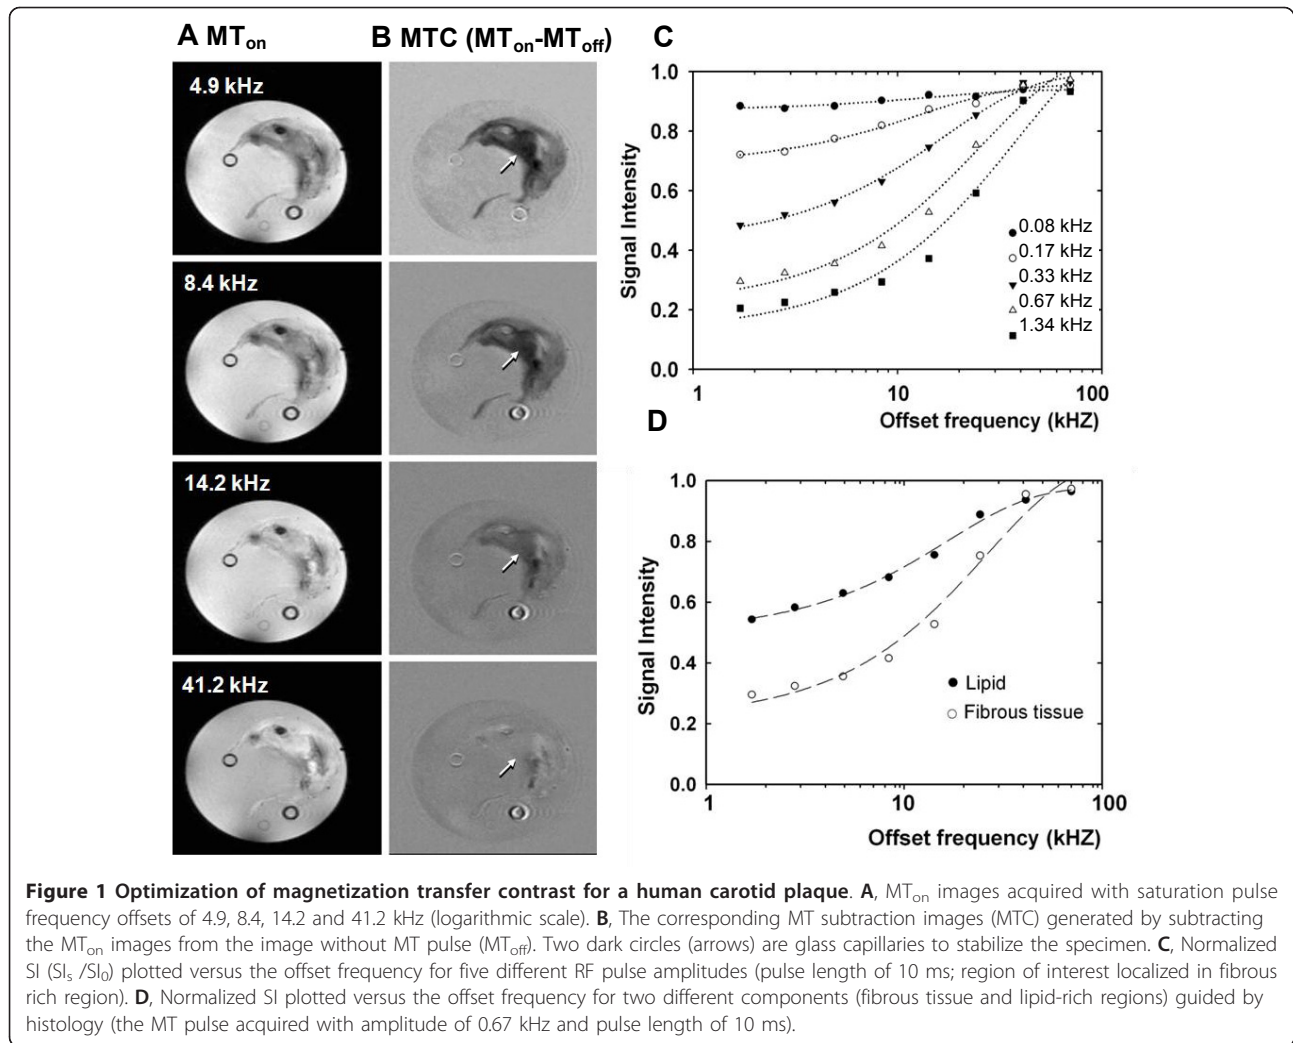 A MTon
B MTC (MTon-MToff)
4.9 kHz
8.4 kHz
14.2 kHz
41.2 kHz
C
1.0
0.8
0.6
0.4
0.2
0.0
Signal Intensity
0.08 kHz
0.17 kHz
0.33 kHz
0.67 kHz
1.34 kHz
1
10
100
Offset frequency (kHZ)
D
1.0
0.8
0.6
0.4
0.2
0.0
Signal Intensity
Lipid
Fibrous tissue
1
10
100
Offset frequency (kHZ)
Figure 1 Optimization of magnetization transfer contrast for a human carotid plaque. A, MTon images acquired with saturation pulse
frequency offsets of 4.9, 8.4, 14.2 and 41.2 kHz (logarithmic scale). B, The corresponding MT subtraction images (MTC) generated by subtracting
the MTon images from the image without MT pulse (MToff). Two dark circles (arrows) are glass capillaries to stabilize the specimen. C, Normalized
SI (SIs /SI0) plotted versus the offset frequency for five different RF pulse amplitudes (pulse length of 10 ms; region of interest localized in fibrous
rich region). D, Normalized SI plotted versus the offset frequency for two different components (fibrous tissue and lipid-rich regions) guided by
histology (the MT pulse acquired with amplitude of 0.67 kHz and pulse length of 10 ms).